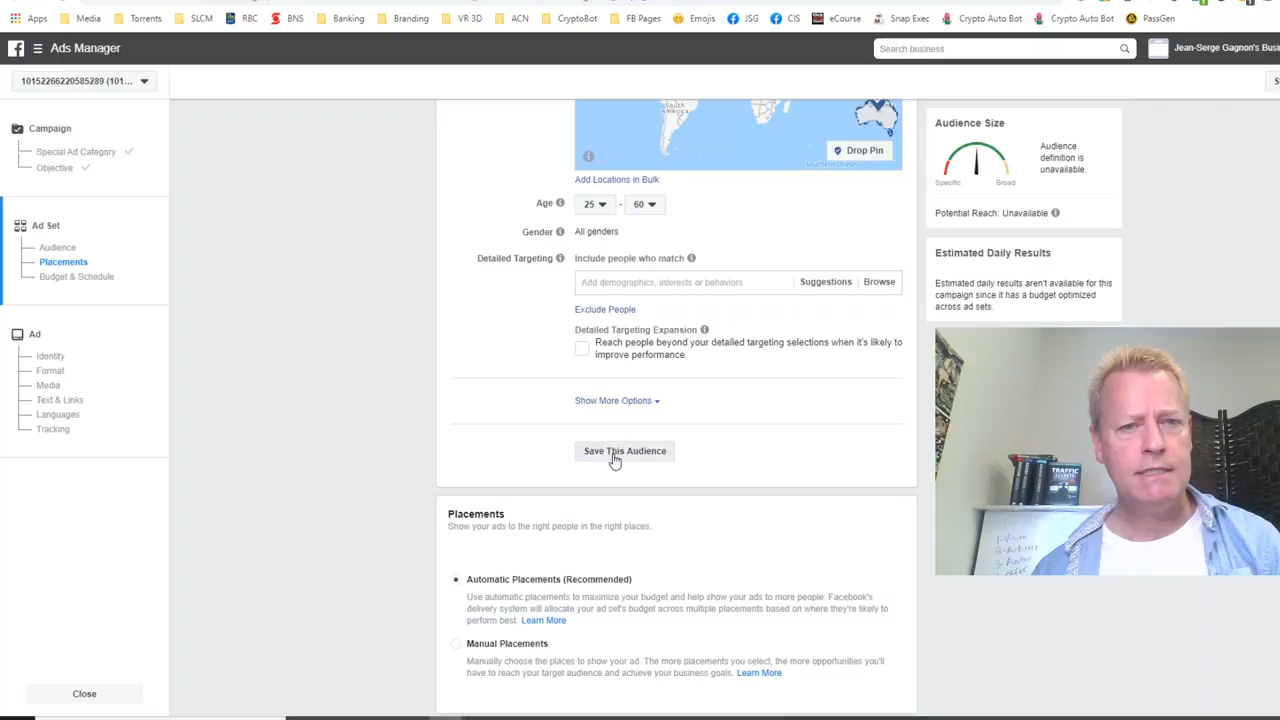 Apps Media Torrents SLCM RBC BNS Banking Branding VR 3D ACN CryptoBot FB Pages Emojis JSG CIS eCourse Snap Exec Crypto Auto Bot Crypto Auto Bot PassGen
Ads Manager
Search business
Jean-Serge Gagnon's Busi
10152266220585289 (101...
S
Campaign
Special Ad Category
Objective
Ad Set
Audience
Placements
Budget & Schedule
Ad
Identity
Format
Media
Text & Links
Languages
Tracking
Close
South
America
Drop Pin
Southern Ocean
Add Locations in Bulk
Age 25 - 60
Gender All genders
Detailed Targeting Include people who match
Add demographics, interests or behaviors Suggestions Browse
Exclude People
Detailed Targeting Expansion
Reach people beyond your detailed targeting selections when it's likely to
improve performance.
Show More Options
Save This Audience
Placements
Show your ads to the right people in the right places.
Automatic Placements (Recommended)
Use automatic placements to maximize your budget and help show your ads to more people. Facebook's
delivery system will allocate your ad set's budget across multiple placements based on where they're likely to
perform best. Learn More
Manual Placements
Manually choose the places to show your ad. The more placements you select, the more opportunities you'll
have to reach your target audience and achieve your business goals. Learn More
Audience Size
Specific Broad
Audience
definition is
unavailable.
Potential Reach: Unavailable
Estimated Daily Results
Estimated daily results aren't available for this
campaign since it has a budget optimized
across ad sets.
TRAFFIC
SECRETS
1-Vision
2-Audience